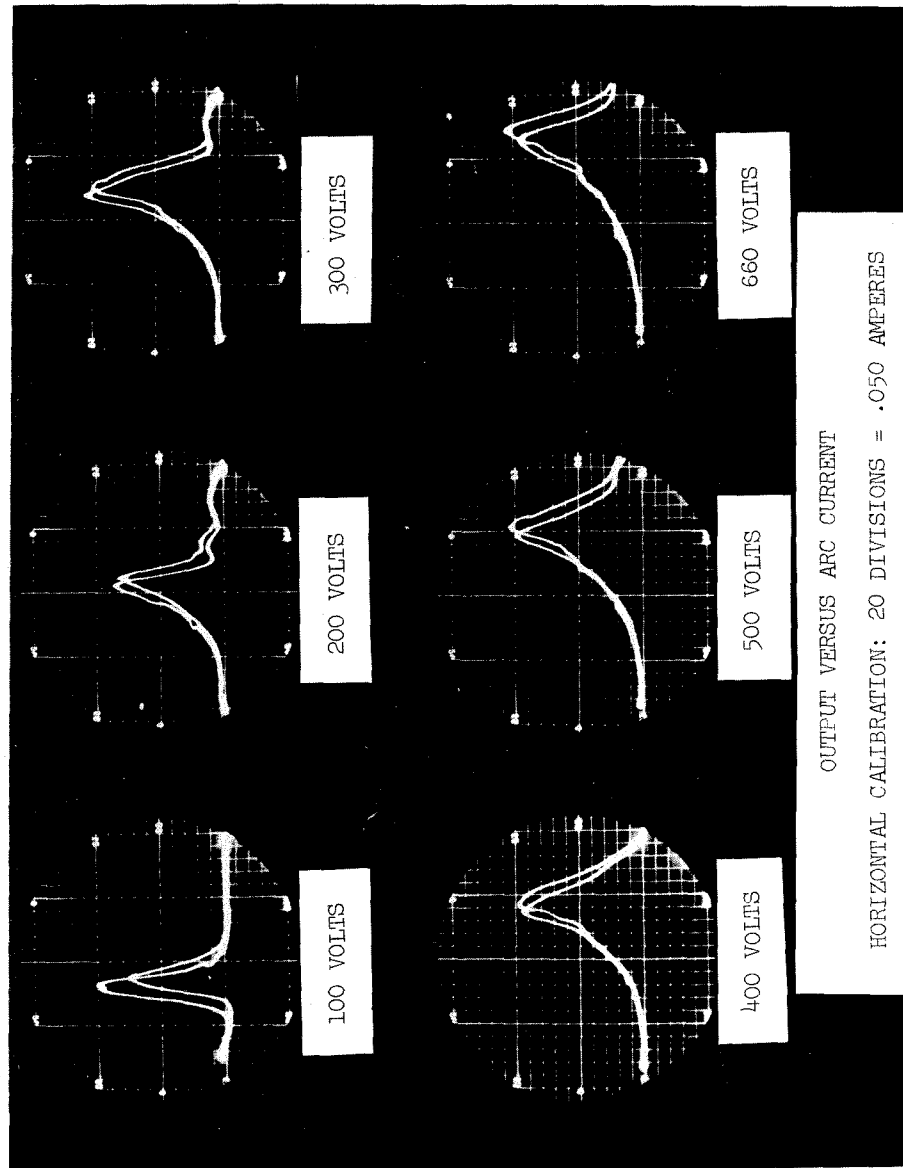 100 VOLTS
200 VOLTS
300 VOLTS
400 VOLTS
500 VOLTS
660 VOLTS
OUTPUT VERSUS ARC CURRENT
HORIZONTAL CALIBRATION: 20 DIVISIONS = .050 AMPERES